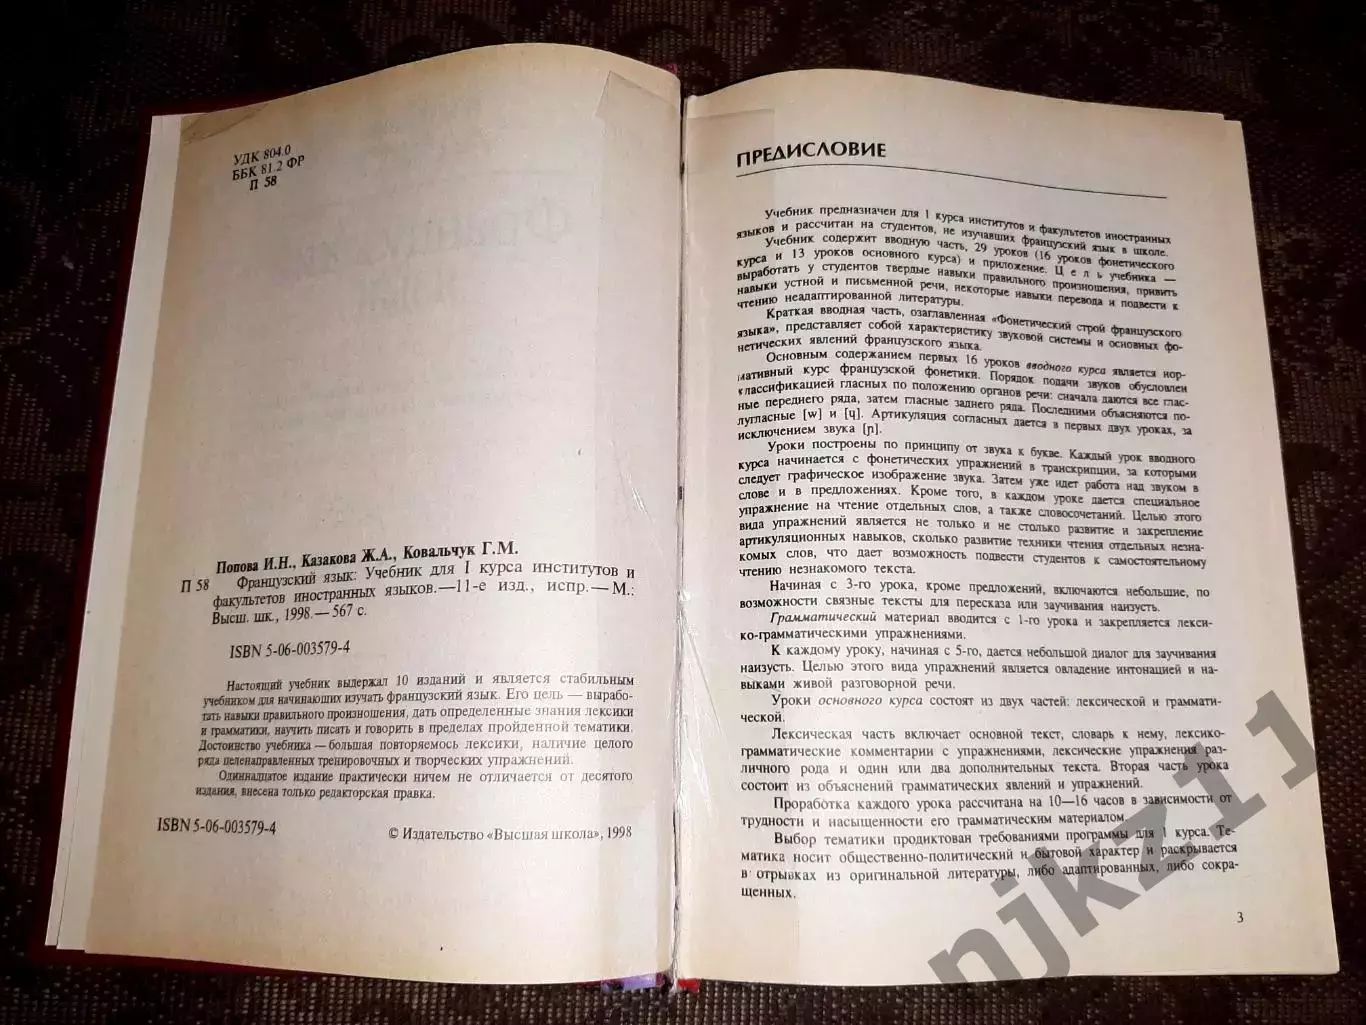 УДК 804.0
ББК 81.2 ФР
П 58
Попова И.Н., Казакова Ж.А., Ковальчук Г.М.
П 58 Французский язык: Учебник для I курса институтов и
факультетов иностранных языков.—11-е изд., испр.—М.:
Высш. шк., 1998.—567 с.
ISBN 5-06-003579-4
Настоящий учебник выдержал 10 изданий и является стабильным
учебником для начинающих изучать французский язык. Его цель — вырабо-
тать навыки правильного произношения, дать определенные знания лексики
и грамматики, научить писать и говорить в пределах пройденной тематики.
Достоинство учебника—большая повторяемось лексики, наличие целого
ряда целенаправленных тренировочных и творческих упражнений.
Одиннадцатое издание практически ничем не отличается от десятого
издания, внесена только редакторская правка.
ISBN 5-06-003579-4
© Издательство «Высшая школа», 1998
ПРЕДИСЛОВИЕ
Учебник предназначен для I курса институтов и факультетов иностранных
языков и рассчитан на студентов, не изучавших французский язык в школе.
Учебник содержит вводную часть, 29 уроков (16 уроков фонетического
курса и 13 уроков основного курса) и приложение. Цель учебника —
выработать у студентов твердые навыки правильного произношения, привить
навыки устной и письменной речи, некоторые навыки перевода и подвести к
чтению неадаптированной литературы.
Краткая вводная часть, озаглавленная «Фонетический строй французского
языка», представляет собой характеристику звуковой системы и основных фо-
нетических явлений французского языка.
Основным содержанием первых 16 уроков вводного курса является нор-
мативный курс французской фонетики. Порядок подачи звуков обусловлен
классификацией гласных по положению органов речи: сначала даются все глас-
ные переднего ряда, затем гласные заднего ряда. Последними объясняются по-
лугласные [w] и [ɥ]. Артикуляция согласных дается в первых двух уроках, за
исключением звука [ɲ].
Уроки построены по принципу от звука к букве. Каждый урок вводного
курса начинается с фонетических упражнений в транскрипции, за которыми
следует графическое изображение звука. Затем уже идет работа над звуком в
слове и в предложениях. Кроме того, в каждом уроке дается специальное
упражнение на чтение отдельных слов, а также словосочетаний. Целью этого
вида упражнений является не только и не столько развитие и закрепление
артикуляционных навыков, сколько развитие техники чтения отдельных незна-
комых слов, что дает возможность подвести студентов к самостоятельному
чтению незнакомого текста.
Начиная с 3-го урока, кроме предложений, включаются небольшие, по
возможности связные тексты для пересказа или заучивания наизусть.
Грамматический материал вводится с 1-го урока и закрепляется лекси-
ко-грамматическими упражнениями.
К каждому уроку, начиная с 5-го, дается небольшой диалог для заучивания
наизусть. Целью этого вида упражнений является овладение интонацией и на-
выками живой разговорной речи.
Уроки основного курса состоят из двух частей: лексической и граммати-
ческой.
Лексическая часть включает основной текст, словарь к нему, лексико-
грамматические комментарии с упражнениями, лексические упражнения раз-
личного рода и один или два дополнительных текста. Вторая часть урока
состоит из объяснений грамматических явлений и упражнений.
Проработка каждого урока рассчитана на 10—16 часов в зависимости от
трудности и насыщенности его грамматическим материалом.
Выбор тематики продиктован требованиями программы для I курса. Те-
матика носит общественно-политический и бытовой характер и раскрывается
в отрывках из оригинальной литературы, либо адаптированных, либо сокра-
щенных.
3
njkz11